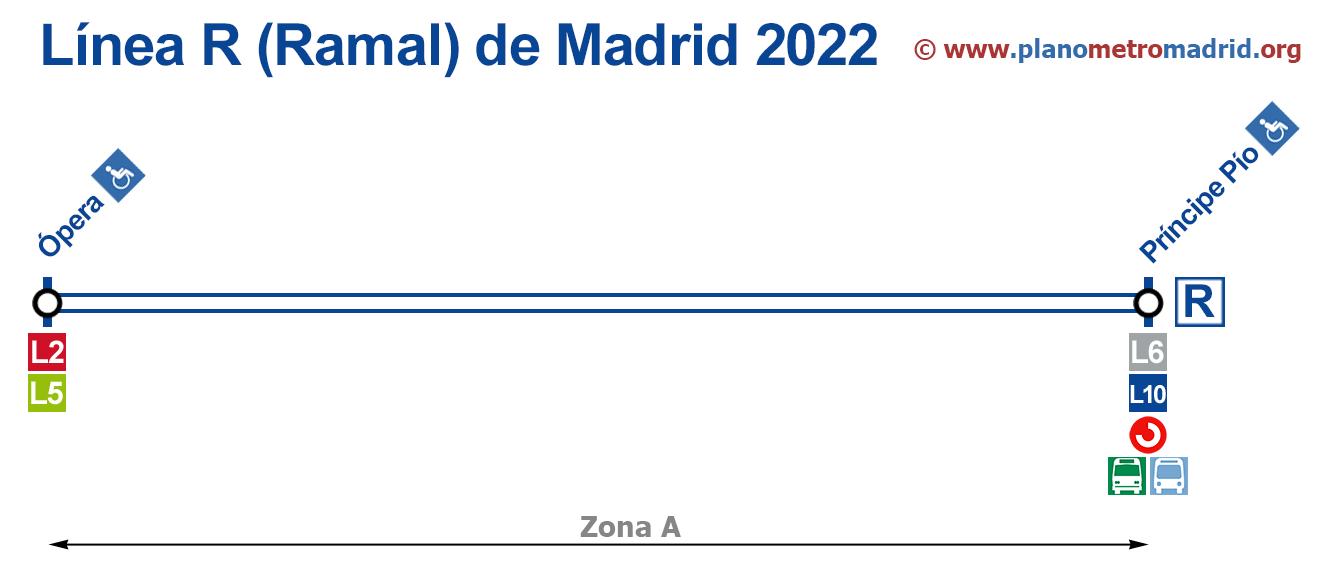 Línea R (Ramal) de Madrid 2022
© www.planometromadrid.org
Ópera
Príncipe Pío
R
L2
L5
L6
L10
Zona A